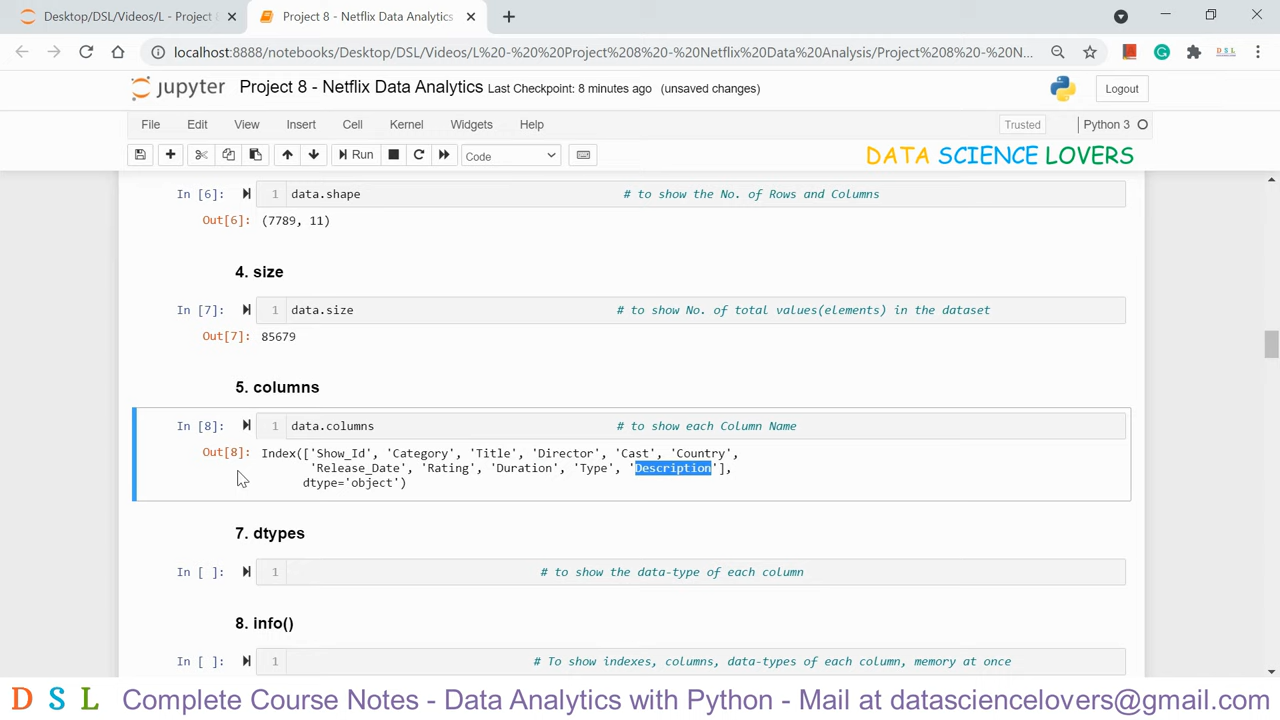 Desktop/DSL/Videos/L - Project
Project 8 - Netflix Data Analytics
localhost:8888/notebooks/Desktop/DSL/Videos/L%20-%20%20Project%208%20-%20Netflix%20Data%20Analysis/Project%208%20-%20N...
DSL
jupyter Project 8 - Netflix Data Analytics Last Checkpoint: 8 minutes ago (unsaved changes) Logout
File Edit View Insert Cell Kernel Widgets Help Trusted Python 3
Run Code DATA SCIENCE LOVERS
In [6]: 1 data.shape # to show the No. of Rows and Columns
Out[6]: (7789, 11)
4. size
In [7]: 1 data.size # to show No. of total values(elements) in the dataset
Out[7]: 85679
5. columns
In [8]: 1 data.columns # to show each Column Name
Out[8]: Index(['Show_Id', 'Category', 'Title', 'Director', 'Cast', 'Country',
'Release_Date', 'Rating', 'Duration', 'Type', 'Description'],
dtype='object')
7. dtypes
In [ ]: 1 # to show the data-type of each column
8. info()
In [ ]: 1 # To show indexes, columns, data-types of each column, memory at once
D S L Complete Course Notes - Data Analytics with Python - Mail at datasciencelovers@gmail.com